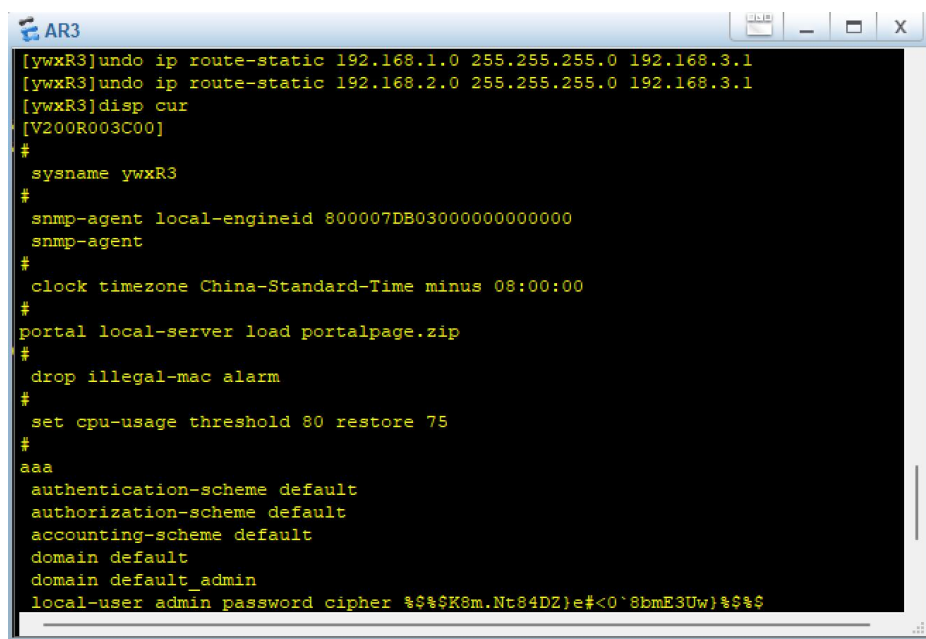 AR3
[ywxR3]undo ip route-static 192.168.1.0 255.255.255.0 192.168.3.1
[ywxR3]undo ip route-static 192.168.2.0 255.255.255.0 192.168.3.1
[ywxR3]disp cur
[V200R003C00]
#
sysname ywxR3
#
snmp-agent local-engineid 800007DB03000000000000
snmp-agent
#
clock timezone China-Standard-Time minus 08:00:00
#
portal local-server load portalpage.zip
#
drop illegal-mac alarm
#
set cpu-usage threshold 80 restore 75
#
aaa
authentication-scheme default
authorization-scheme default
accounting-scheme default
domain default
domain default_admin
local-user admin password cipher %$%$K8m.Nt84DZ}e#<0`8bmE3Uw}%$%$